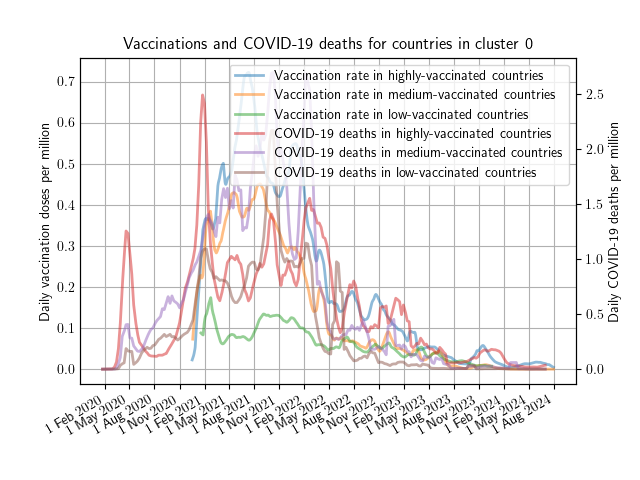 Vaccinations and COVID-19 deaths for countries in cluster 0
Vaccination rate in highly-vaccinated countries
Vaccination rate in medium-vaccinated countries
Vaccination rate in low-vaccinated countries
COVID-19 deaths in highly-vaccinated countries
COVID-19 deaths in medium-vaccinated countries
COVID-19 deaths in low-vaccinated countries
Daily vaccination doses per million
0.7
0.6
0.5
0.4
0.3
0.2
0.1
0.0
Daily COVID-19 deaths per million
2.5
2.0
1.5
1.0
0.5
0.0
1 Feb 2020
1 May 2020
1 Aug 2020
1 Nov 2020
1 Feb 2021
1 May 2021
1 Aug 2021
1 Nov 2021
1 Feb 2022
1 May 2022
1 Aug 2022
1 Nov 2022
1 Feb 2023
1 May 2023
1 Aug 2023
1 Nov 2023
1 Feb 2024
1 May 2024
1 Aug 2024